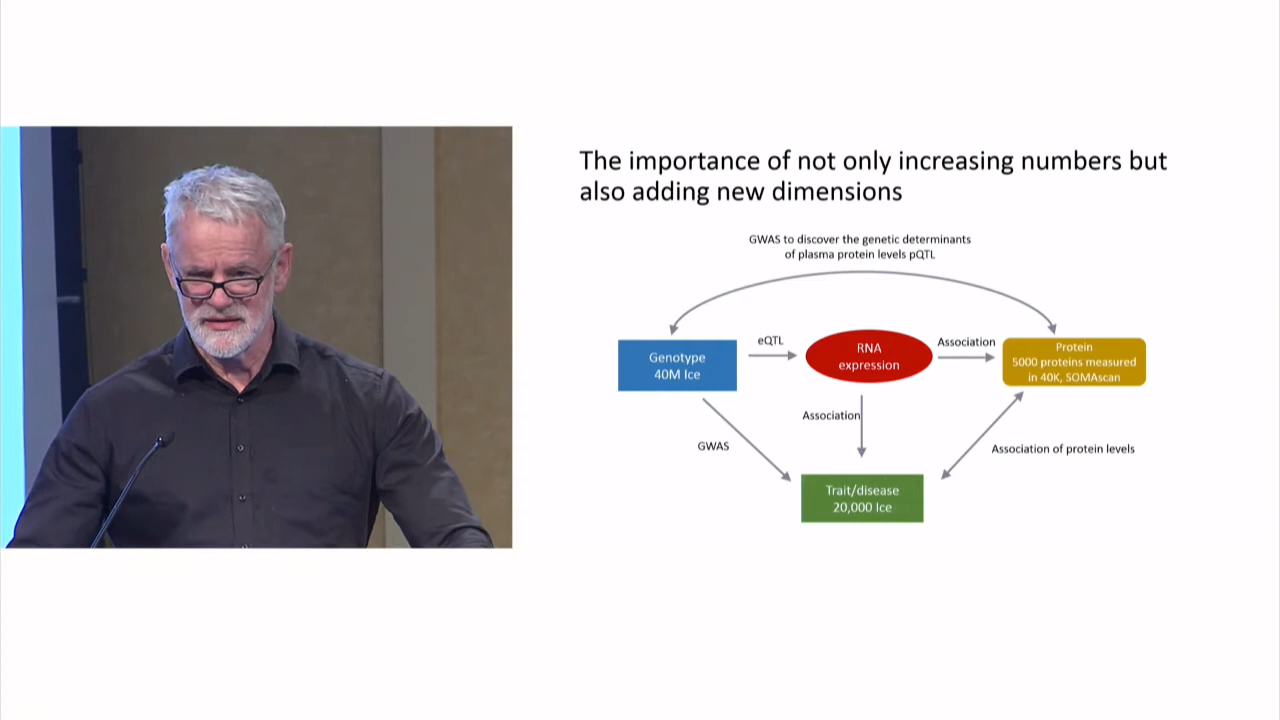 The importance of not only increasing numbers but
also adding new dimensions
GWAS to discover the genetic determinants
of plasma protein levels pQTL
Genotype
40M Ice
eQTL
RNA
expression
Association
Protein
5000 proteins measured
in 40K, SOMAscan
GWAS
Association
Association of protein levels
Trait/disease
20,000 Ice